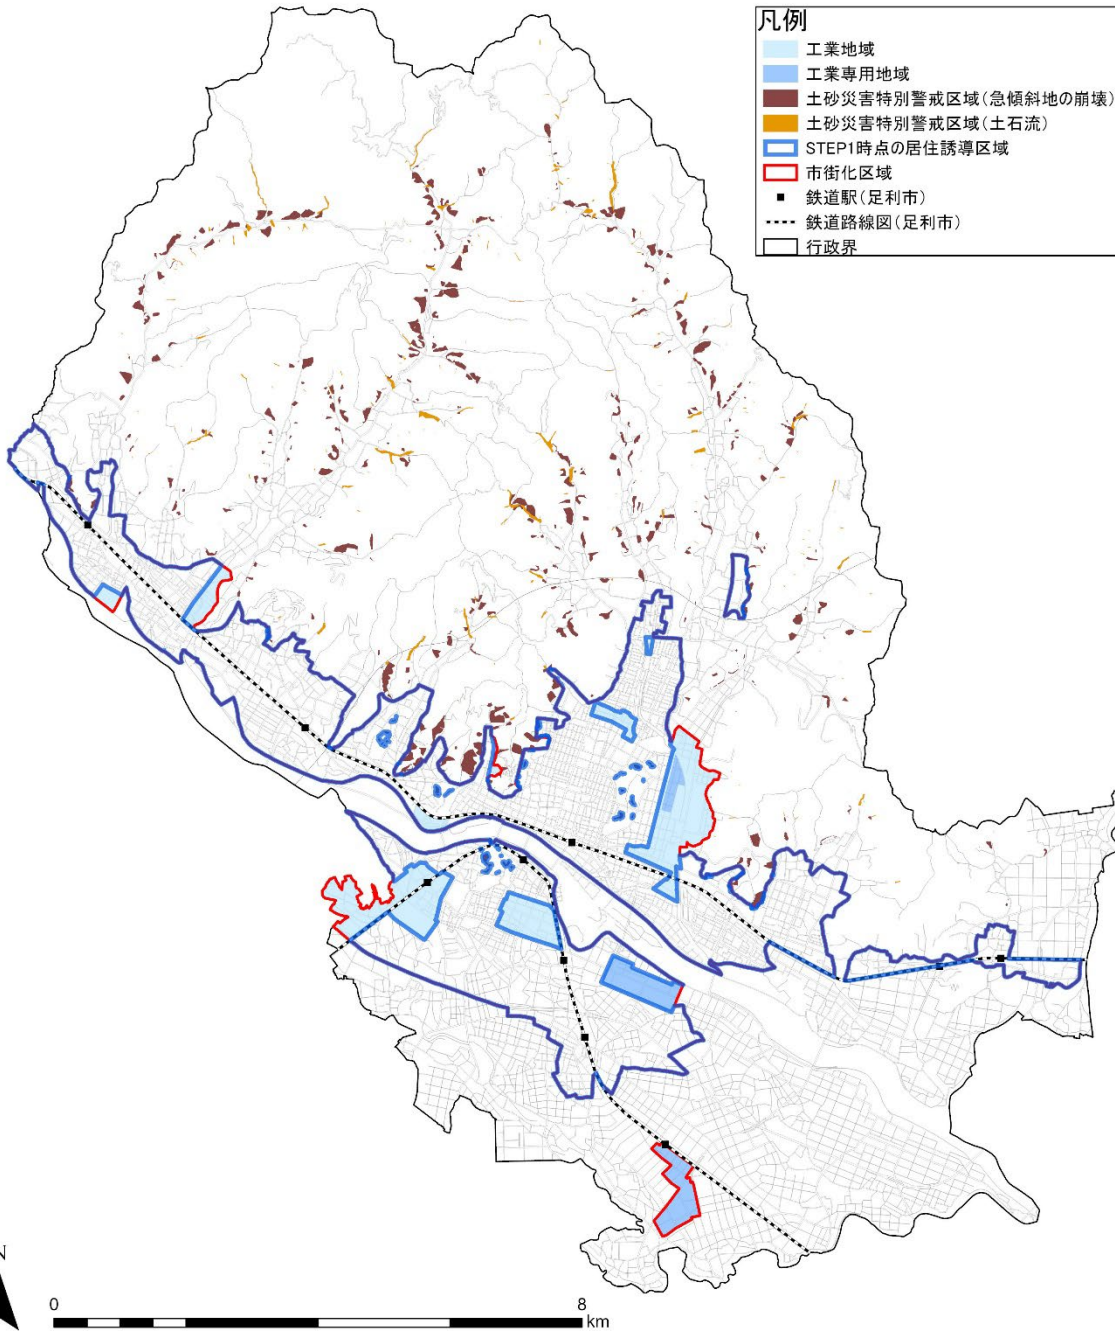 凡例
工業地域
工業専用地域
土砂災害特別警戒区域(急傾斜地の崩壊)
土砂災害特別警戒区域(土石流)
STEP1時点の居住誘導区域
市街化区域
鉄道駅(足利市)
鉄道路線図(足利市)
行政界
N
0 8
km